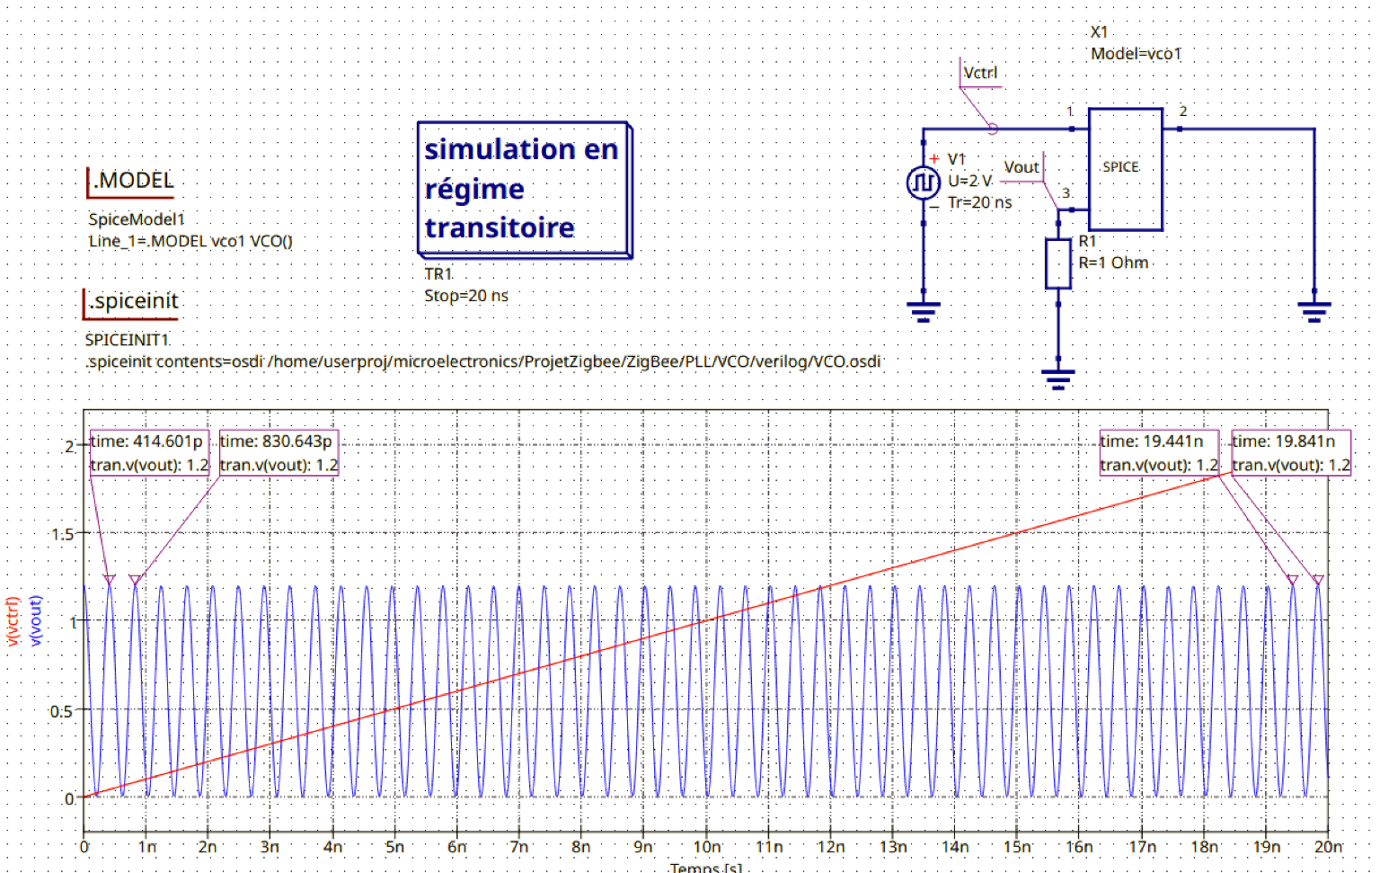 X1
Model=vco1
Vctrl
1
2
simulation en
régime
transitoire
+
V1
U=2 V
Tr=20 ns
−
Vout
3
SPICE
.MODEL
SpiceModel1
Line_1=.MODEL vco1 VCO()
R1
R=1 Ohm
TR1
Stop=20 ns
.spiceinit
SPICEINIT1
.spiceinit contents=osdi /home/userproj/microelectronics/ProjetZigbee/ZigBee/PLL/VCO/verilog/VCO.osdi
time: 414.601p
tran.v(vout): 1.2
time: 830.643p
tran.v(vout): 1.2
time: 19.441n
tran.v(vout): 1.2
time: 19.841n
tran.v(vout): 1.2
2
1.5
1
0.5
0
v(vctrl)
v(vout)
0 1n 2n 3n 4n 5n 6n 7n 8n 9n 10n 11n 12n 13n 14n 15n 16n 17n 18n 19n 20n
Temps [s]